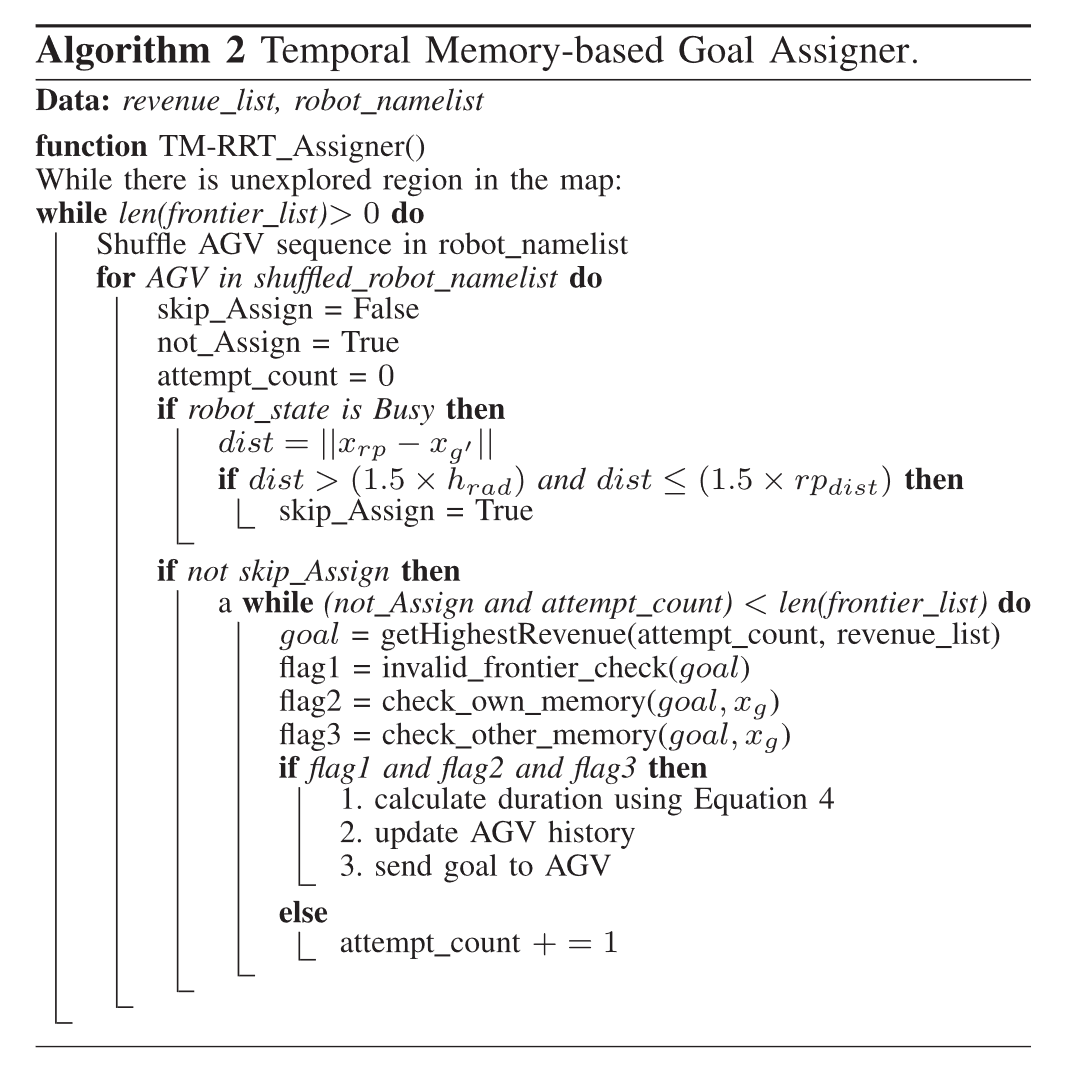 Algorithm 2 Temporal Memory-based Goal Assigner.
Data: revenue_list, robot_namelist
function TM-RRT_Assigner()
While there is unexplored region in the map:
while len(frontier_list)> 0 do
Shuffle AGV sequence in robot_namelist
for AGV in shuffled_robot_namelist do
skip_Assign = False
not_Assign = True
attempt_count = 0
if robot_state is Busy then
dist = ||x_{rp} − x_{g′}||
if dist > (1.5 × h_{rad}) and dist ≤ (1.5 × rp_{dist}) then
skip_Assign = True
if not skip_Assign then
a while (not_Assign and attempt_count) < len(frontier_list) do
goal = getHighestRevenue(attempt_count, revenue_list)
flag1 = invalid_frontier_check(goal)
flag2 = check_own_memory(goal, x_g)
flag3 = check_other_memory(goal, x_g)
if flag1 and flag2 and flag3 then
1. calculate duration using Equation 4
2. update AGV history
3. send goal to AGV
else
attempt_count + = 1